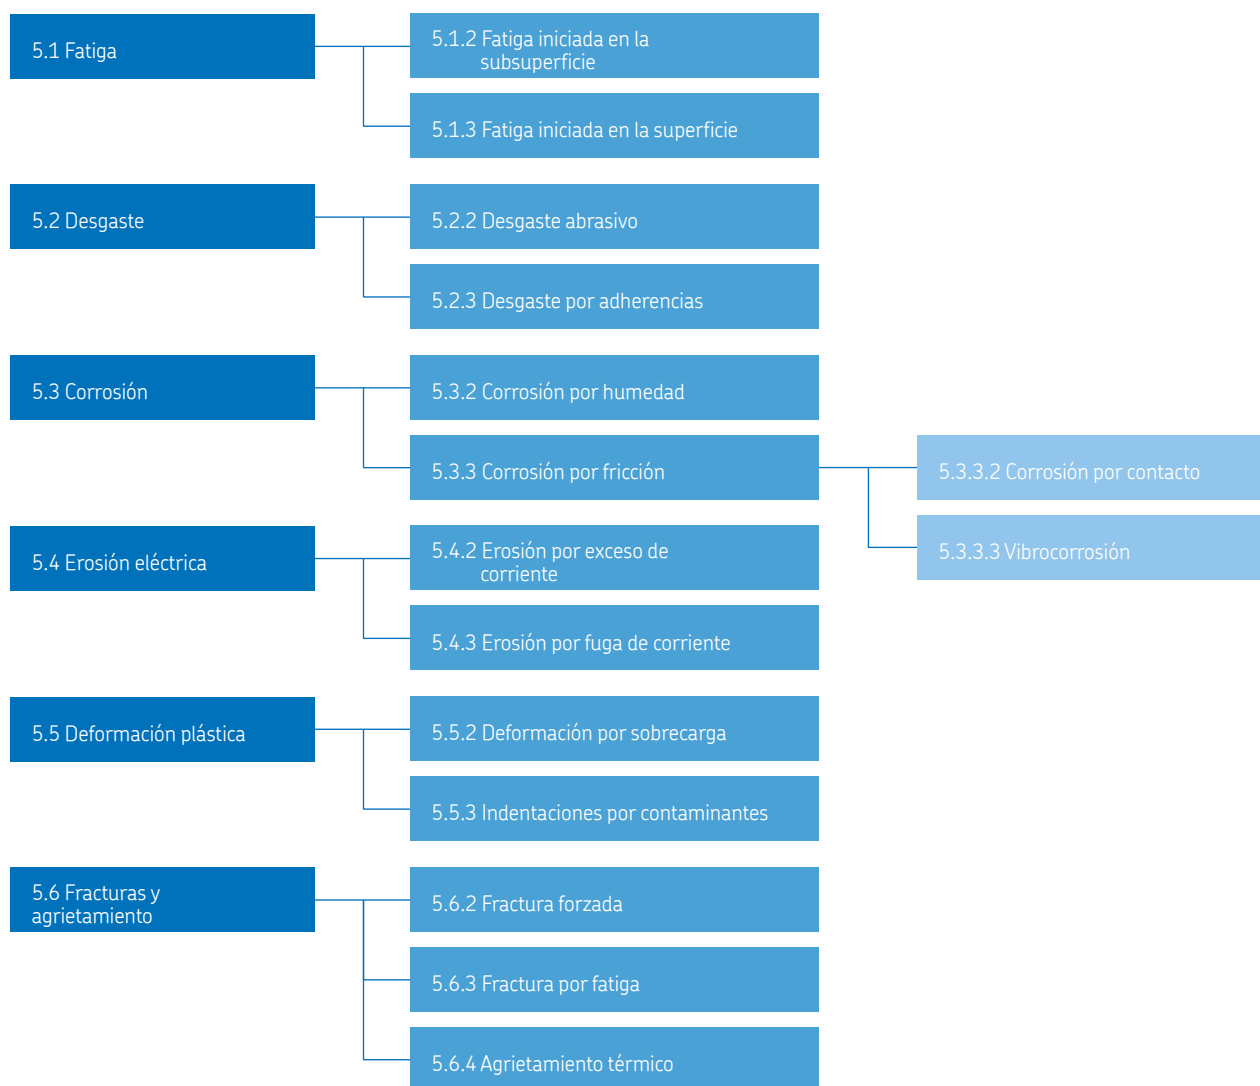 5.1 Fatiga
5.1.2 Fatiga iniciada en la
subsuperficie
5.1.3 Fatiga iniciada en la superficie
5.2 Desgaste
5.2.2 Desgaste abrasivo
5.2.3 Desgaste por adherencias
5.3 Corrosión
5.3.2 Corrosión por humedad
5.3.3 Corrosión por fricción
5.3.3.2 Corrosión por contacto
5.3.3.3 Vibrocorrosión
5.4 Erosión eléctrica
5.4.2 Erosión por exceso de
corriente
5.4.3 Erosión por fuga de corriente
5.5 Deformación plástica
5.5.2 Deformación por sobrecarga
5.5.3 Indentaciones por contaminantes
5.6 Fracturas y
agrietamiento
5.6.2 Fractura forzada
5.6.3 Fractura por fatiga
5.6.4 Agrietamiento térmico